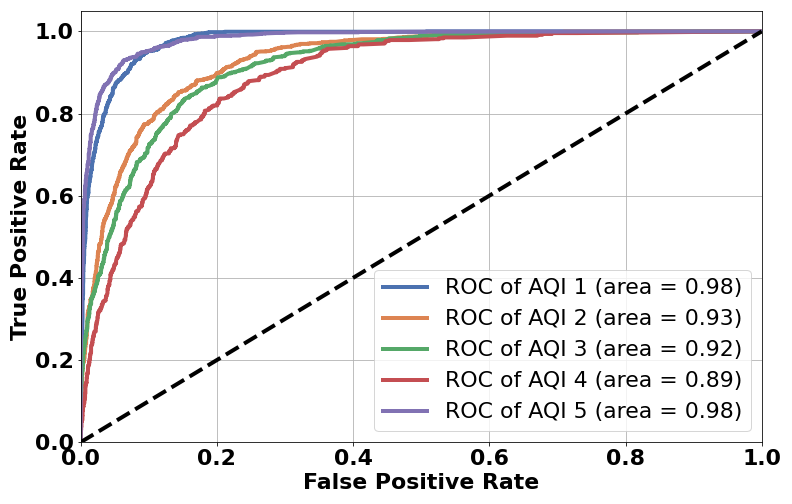 1.0
0.8
0.6
0.4
0.2
0.0
0.0 0.2 0.4 0.6 0.8 1.0
True Positive Rate
False Positive Rate
ROC of AQI 1 (area = 0.98)
ROC of AQI 2 (area = 0.93)
ROC of AQI 3 (area = 0.92)
ROC of AQI 4 (area = 0.89)
ROC of AQI 5 (area = 0.98)